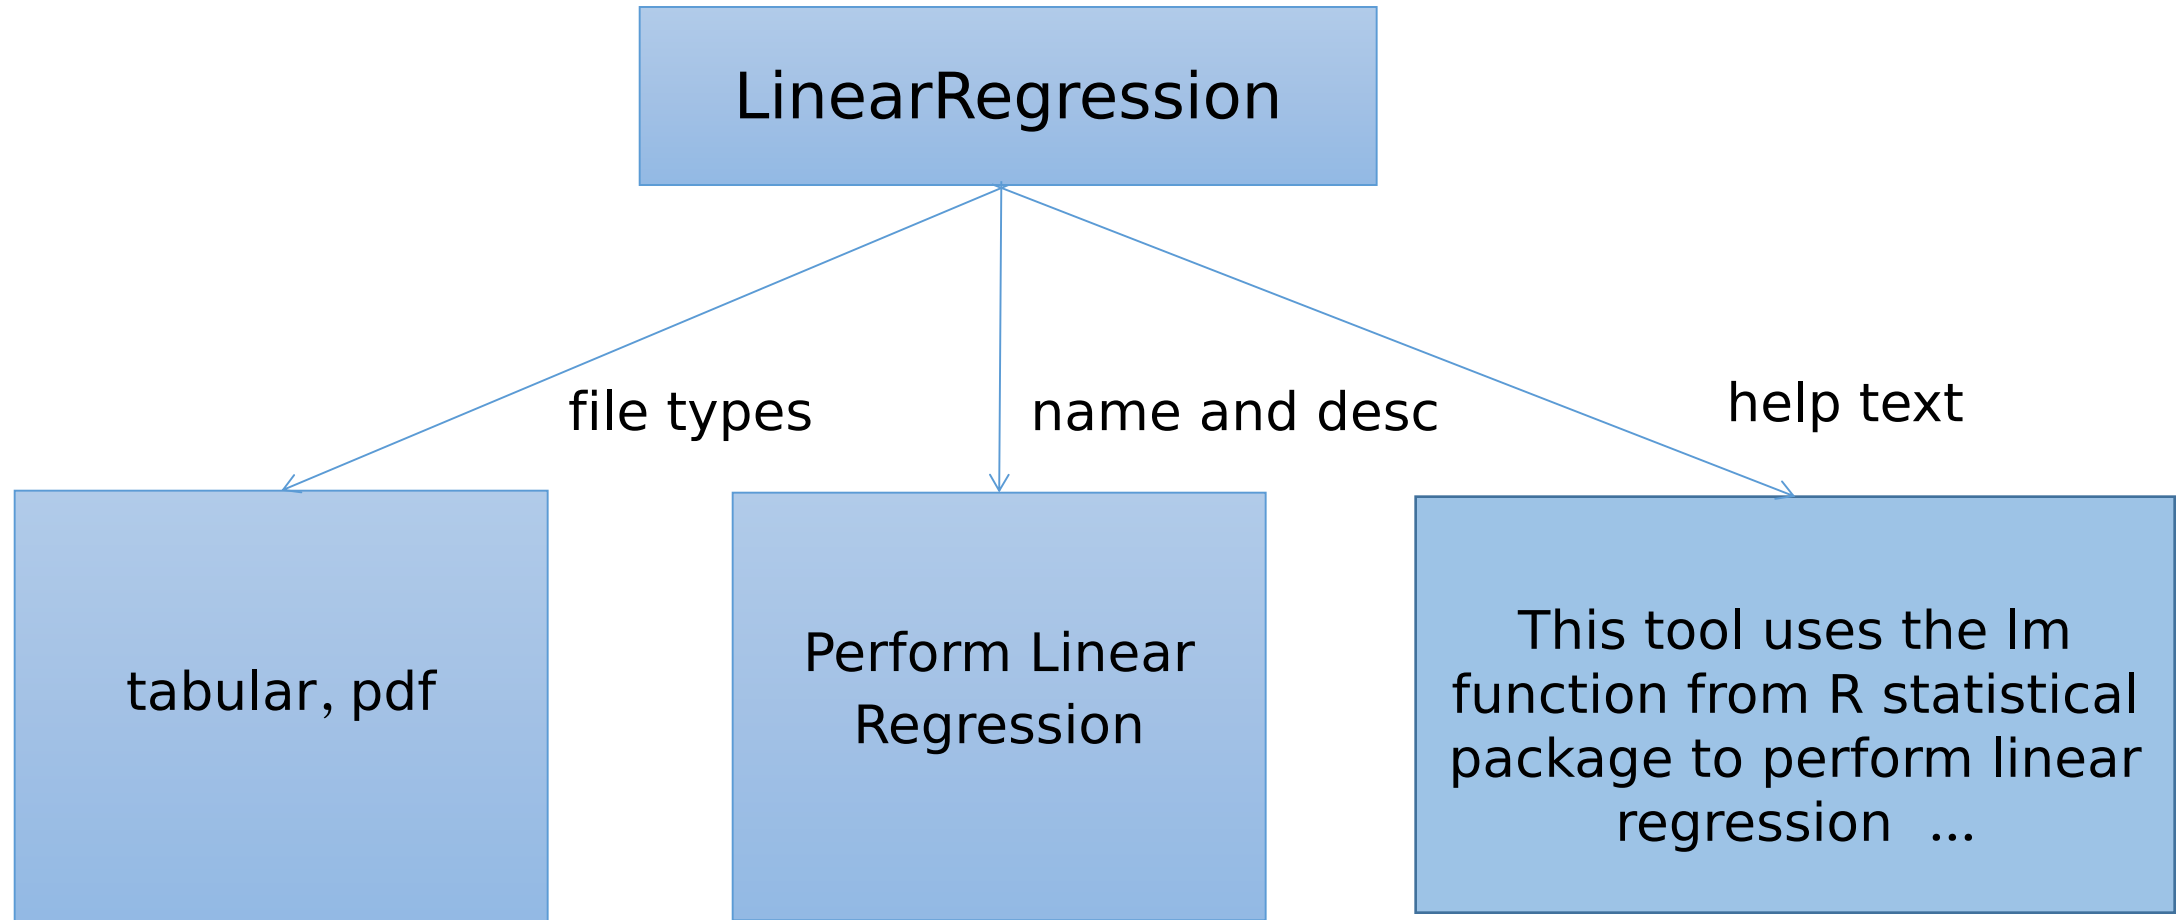 LinearRegression
file types
name and desc
help text
tabular, pdf
Perform Linear
Regression
This tool uses the lm
function from R statistical
package to perform linear
regression  ...